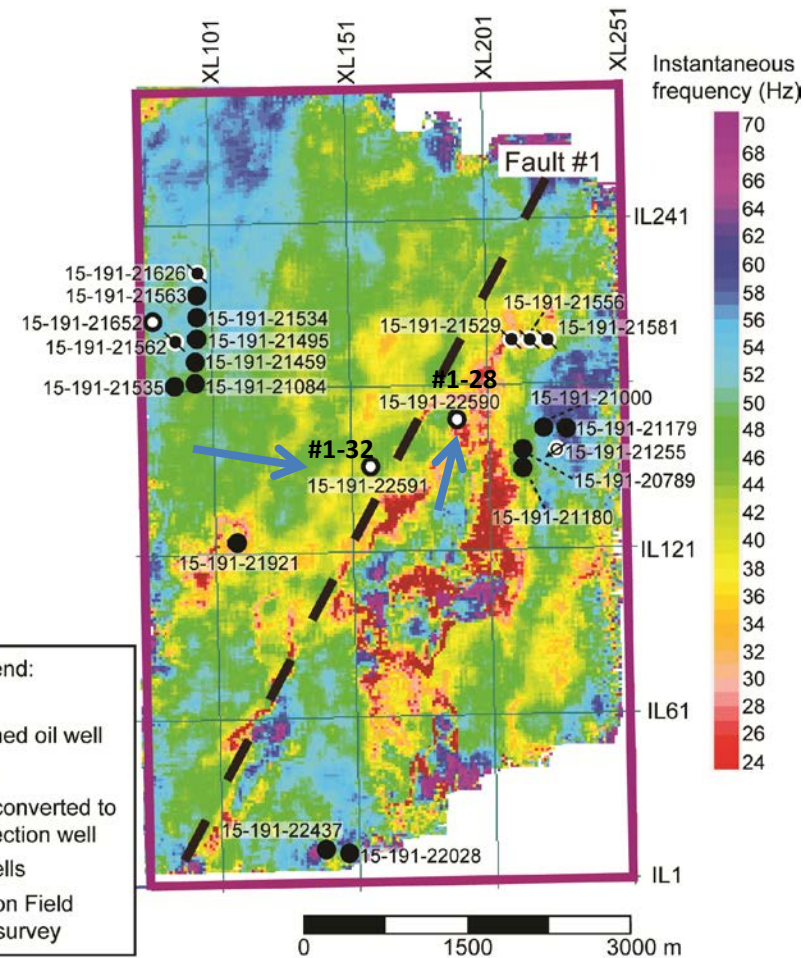 XL101
XL151
XL201
XL251
Instantaneous
frequency (Hz)
70
68
66
64
62
60
58
56
54
52
50
48
46
44
42
40
38
36
34
32
30
28
26
24
Fault #1
IL241
15-191-21626
15-191-21563
15-191-21652
15-191-21534
15-191-21562
15-191-21495
15-191-21459
15-191-21535
15-191-21084
15-191-21556
15-191-21529
15-191-21581
#1-28
15-191-22590
15-191-21000
15-191-21179
15-191-21255
15-191-20789
15-191-21180
#1-32
15-191-22591
IL121
15-191-21921
end:
ned oil well
converted to
ection well
ells
on Field
survey
IL61
15-191-22437
15-191-22028
IL1
0 1500 3000 m